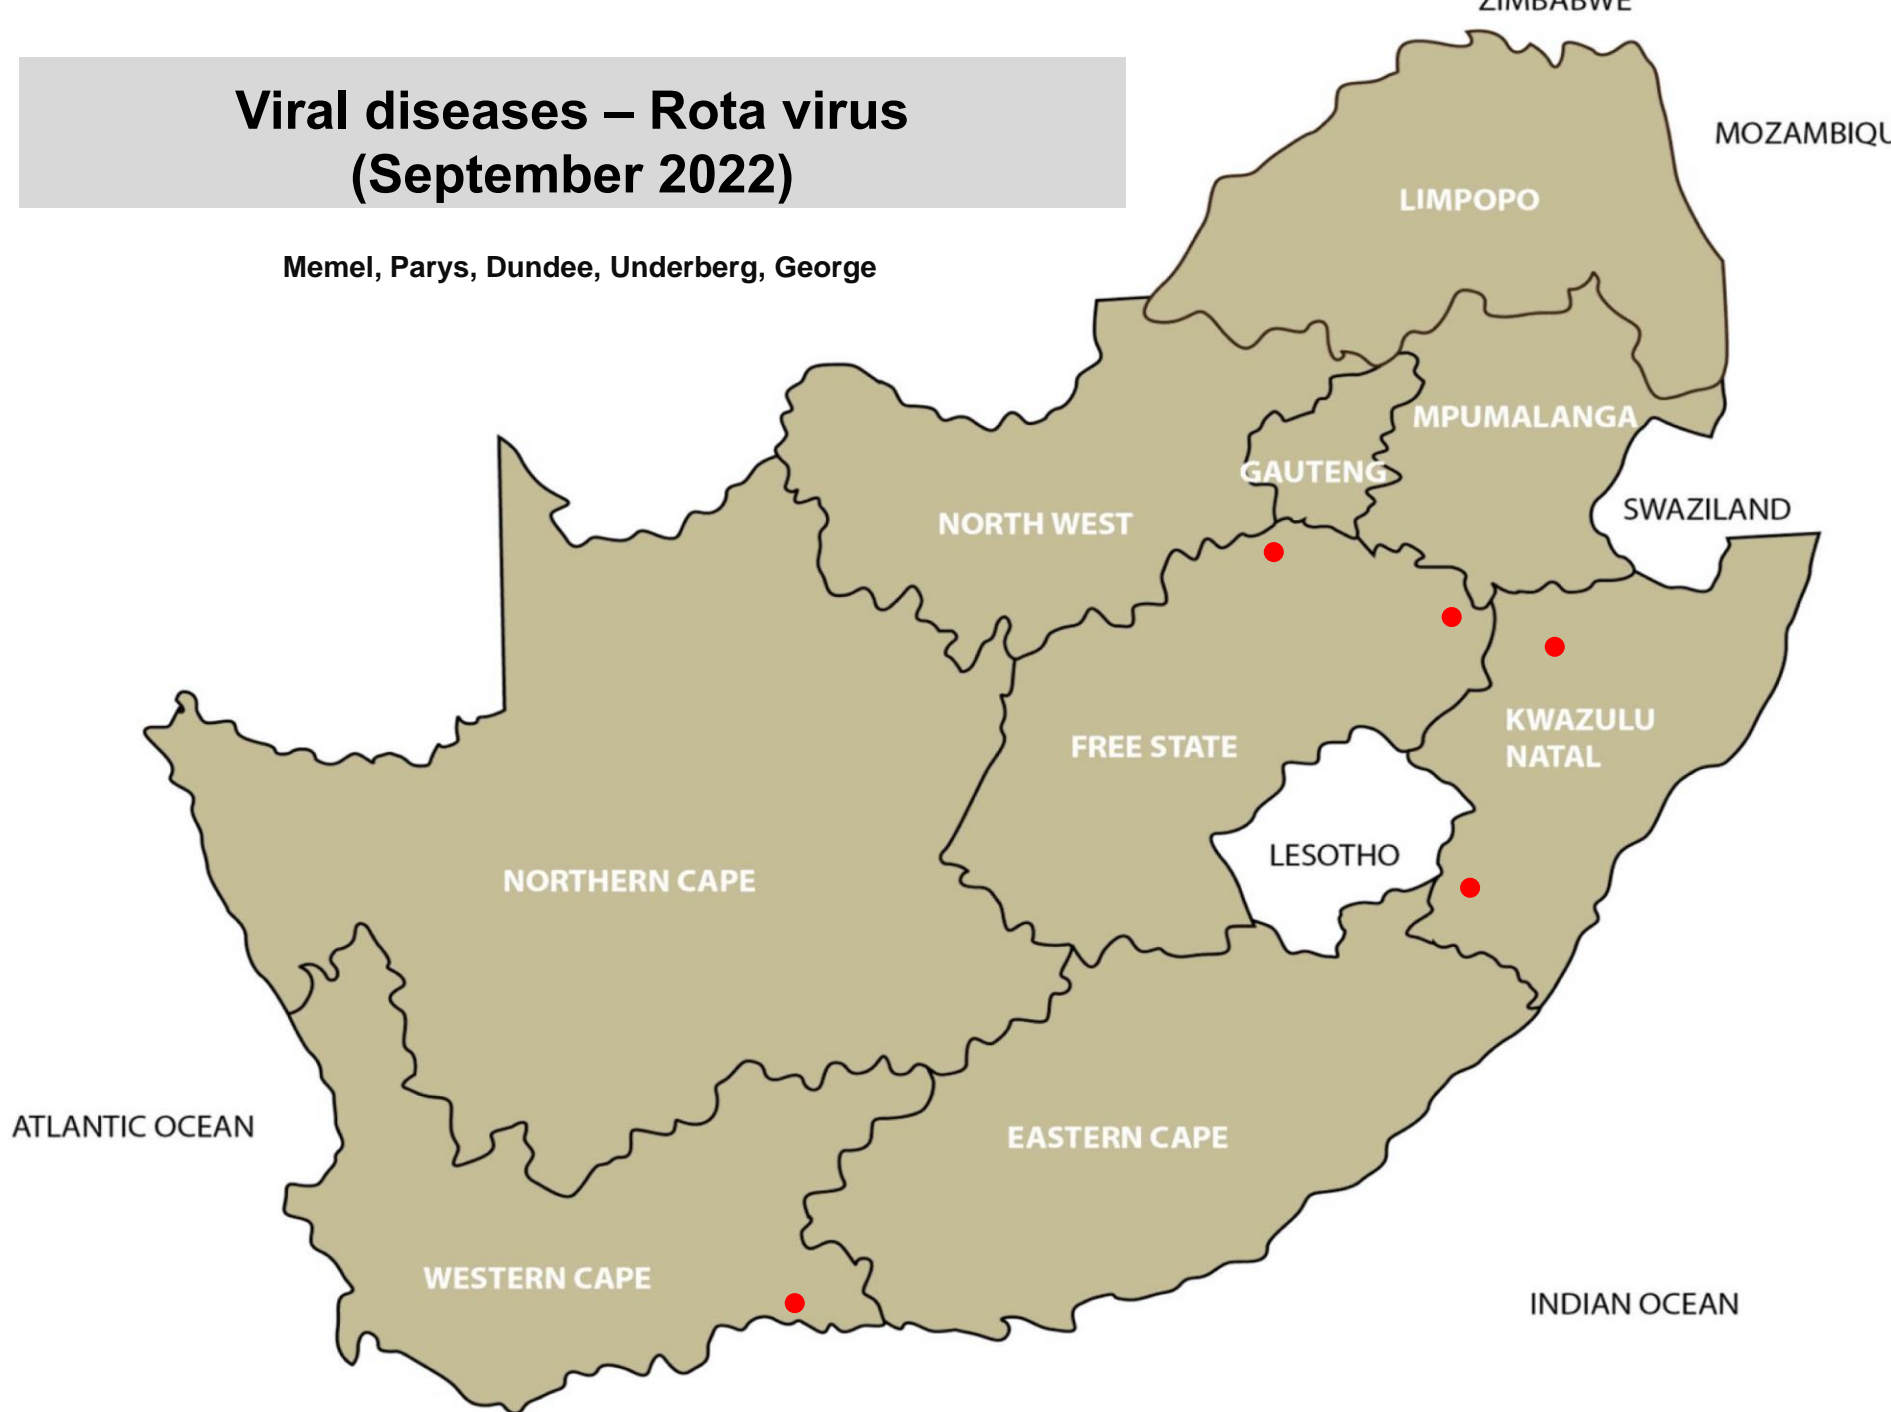 ZIMBABWE
Viral diseases – Rota virus
(September 2022)
MOZAMBIQU
LIMPOPO
Memel, Parys, Dundee, Underberg, George
MPUMALANGA
GAUTENG
SWAZILAND
NORTH WEST
KWAZULU
NATAL
FREE STATE
LESOTHO
NORTHERN CAPE
ATLANTIC OCEAN
EASTERN CAPE
WESTERN CAPE
INDIAN OCEAN